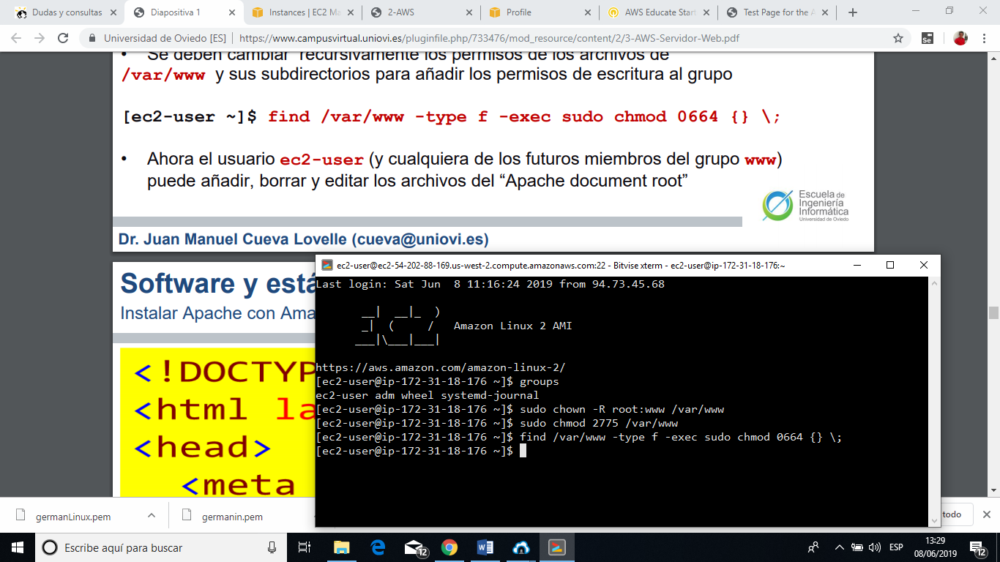 Dudas y consultas
Diapositiva 1
Instances | EC2 Ma
2-AWS
Profile
AWS Educate Start
Test Page for the A
Universidad de Oviedo [ES] | https://www.campusvirtual.uniovi.es/pluginfile.php/733476/mod_resource/content/2/3-AWS-Servidor-Web.pdf
Se
• Se deben cambiar recursivamente los permisos de los archivos de
/var/www y sus subdirectorios para añadir los permisos de escritura al grupo
[ec2-user ~]$ find /var/www -type f -exec sudo chmod 0664 {} \;
• Ahora el usuario ec2-user (y cualquiera de los futuros miembros del grupo www)
puede añadir, borrar y editar los archivos del “Apache document root”
Escuela de
Ingeniería
Informática
Universidad de Oviedo
Dr. Juan Manuel Cueva Lovelle (cueva@uniovi.es)
Software y está
Instalar Apache con Ama
<!DOCTYP
<html la
<head>
<meta
ec2-user@ec2-54-202-88-169.us-west-2.compute.amazonaws.com:22 - Bitvise xterm - ec2-user@ip-172-31-18-176:~
Last login: Sat Jun  8 11:16:24 2019 from 94.73.45.68
__|  __|_  )
_|  (     /   Amazon Linux 2 AMI
___|\___|___|
https://aws.amazon.com/amazon-linux-2/
[ec2-user@ip-172-31-18-176 ~]$ groups
ec2-user adm wheel systemd-journal
[ec2-user@ip-172-31-18-176 ~]$ sudo chown -R root:www /var/www
[ec2-user@ip-172-31-18-176 ~]$ sudo chmod 2775 /var/www
[ec2-user@ip-172-31-18-176 ~]$ find /var/www -type f -exec sudo chmod 0664 {} \;
[ec2-user@ip-172-31-18-176 ~]$
germanLinux.pem
germanin.pem
todo
Escribe aquí para buscar
12
ESP
13:29
08/06/2019
12